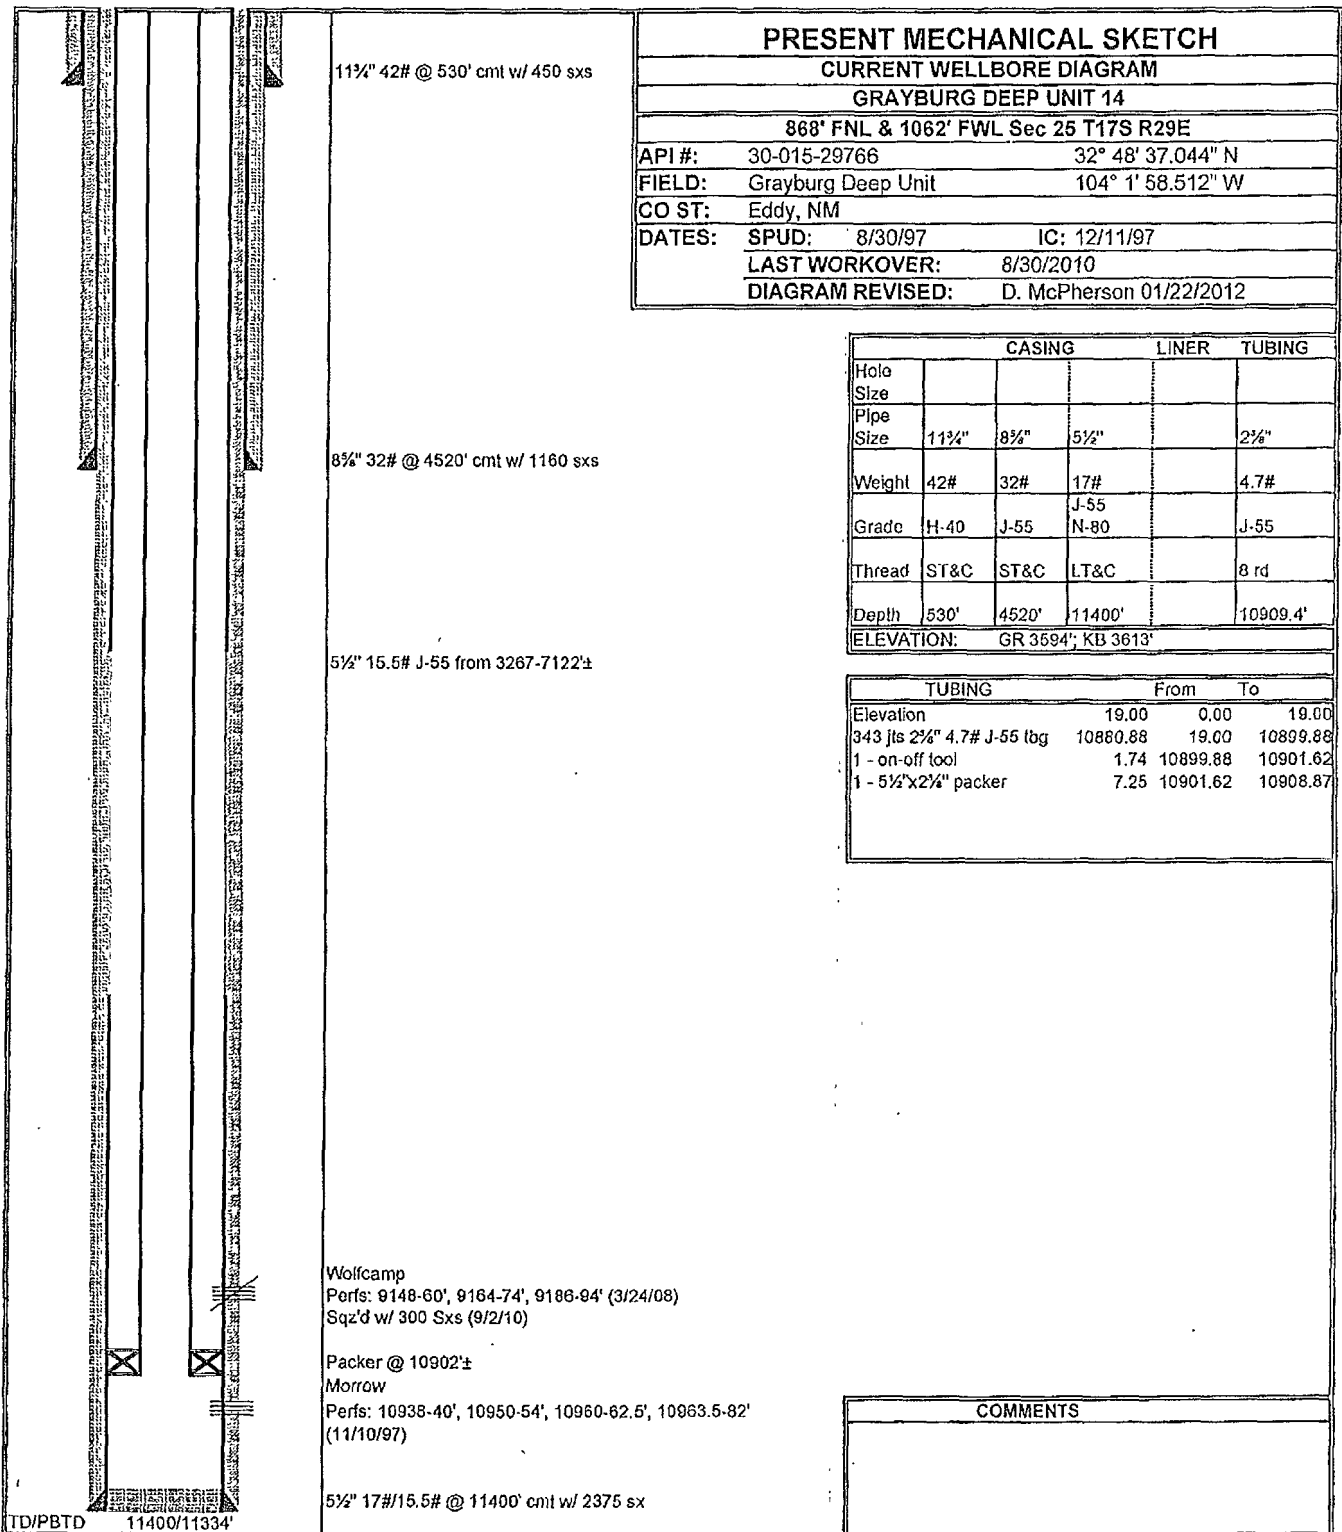 PRESENT MECHANICAL SKETCH
CURRENT WELLBORE DIAGRAM
GRAYBURG DEEP UNIT 14
868' FNL & 1062' FWL Sec 25 T17S R29E
API #: 30-015-29766 32° 48' 37.044" N
FIELD: Grayburg Deep Unit 104° 1' 58.512" W
CO ST: Eddy, NM
DATES: SPUD: 8/30/97 IC: 12/11/97
LAST WORKOVER: 8/30/2010
DIAGRAM REVISED: D. McPherson 01/22/2012
11¾" 42# @ 530' cmt w/ 450 sxs
8⅝" 32# @ 4520' cmt w/ 1160 sxs
5½" 15.5# J-55 from 3267-7122'±
Wolfcamp
Perfs: 9148-60', 9164-74', 9186-94' (3/24/08)
Sqz'd w/ 300 Sxs (9/2/10)
Packer @ 10902'±
Morrow
Perfs: 10938-40', 10950-54', 10960-62.5', 10963.5-82'
(11/10/97)
5½" 17#/15.5# @ 11400' cmt w/ 2375 sx
TD/PBTD 11400/11334'
CASING LINER TUBING
Hole
Size
Pipe
Size 11¾" 8⅝" 5½" 2⅜"
Weight 42# 32# 17# 4.7#
J-55
Grade H-40 J-55 N-80 J-55
Thread ST&C ST&C LT&C 8 rd
Depth 530' 4520' 11400' 10909.4'
ELEVATION: GR 3594'; KB 3613'
TUBING From To
Elevation 19.00 0.00 19.00
343 jts 2⅜" 4.7# J-55 tbg 10880.88 19.00 10899.88
1 - on-off tool 1.74 10899.88 10901.62
1 - 5½"x packer 7.25 10901.62 10908.87
COMMENTS